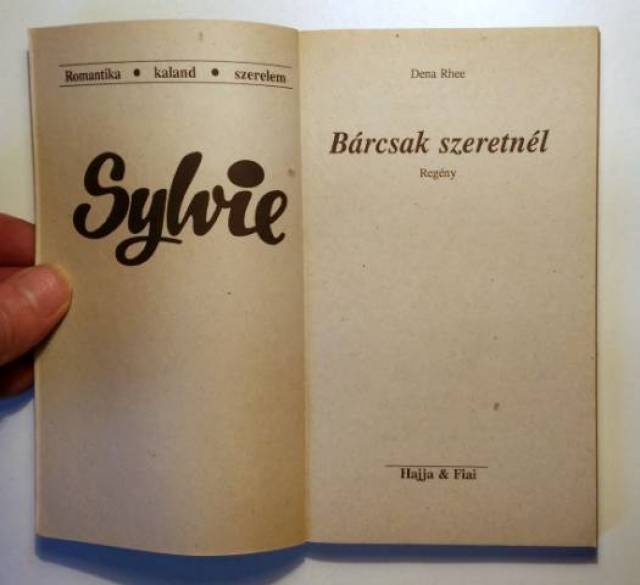 Romantika • kaland • szerelem
Sylvie
Dena Rhee
Bárcsak szeretnél
Regény
Hajja & Fiai